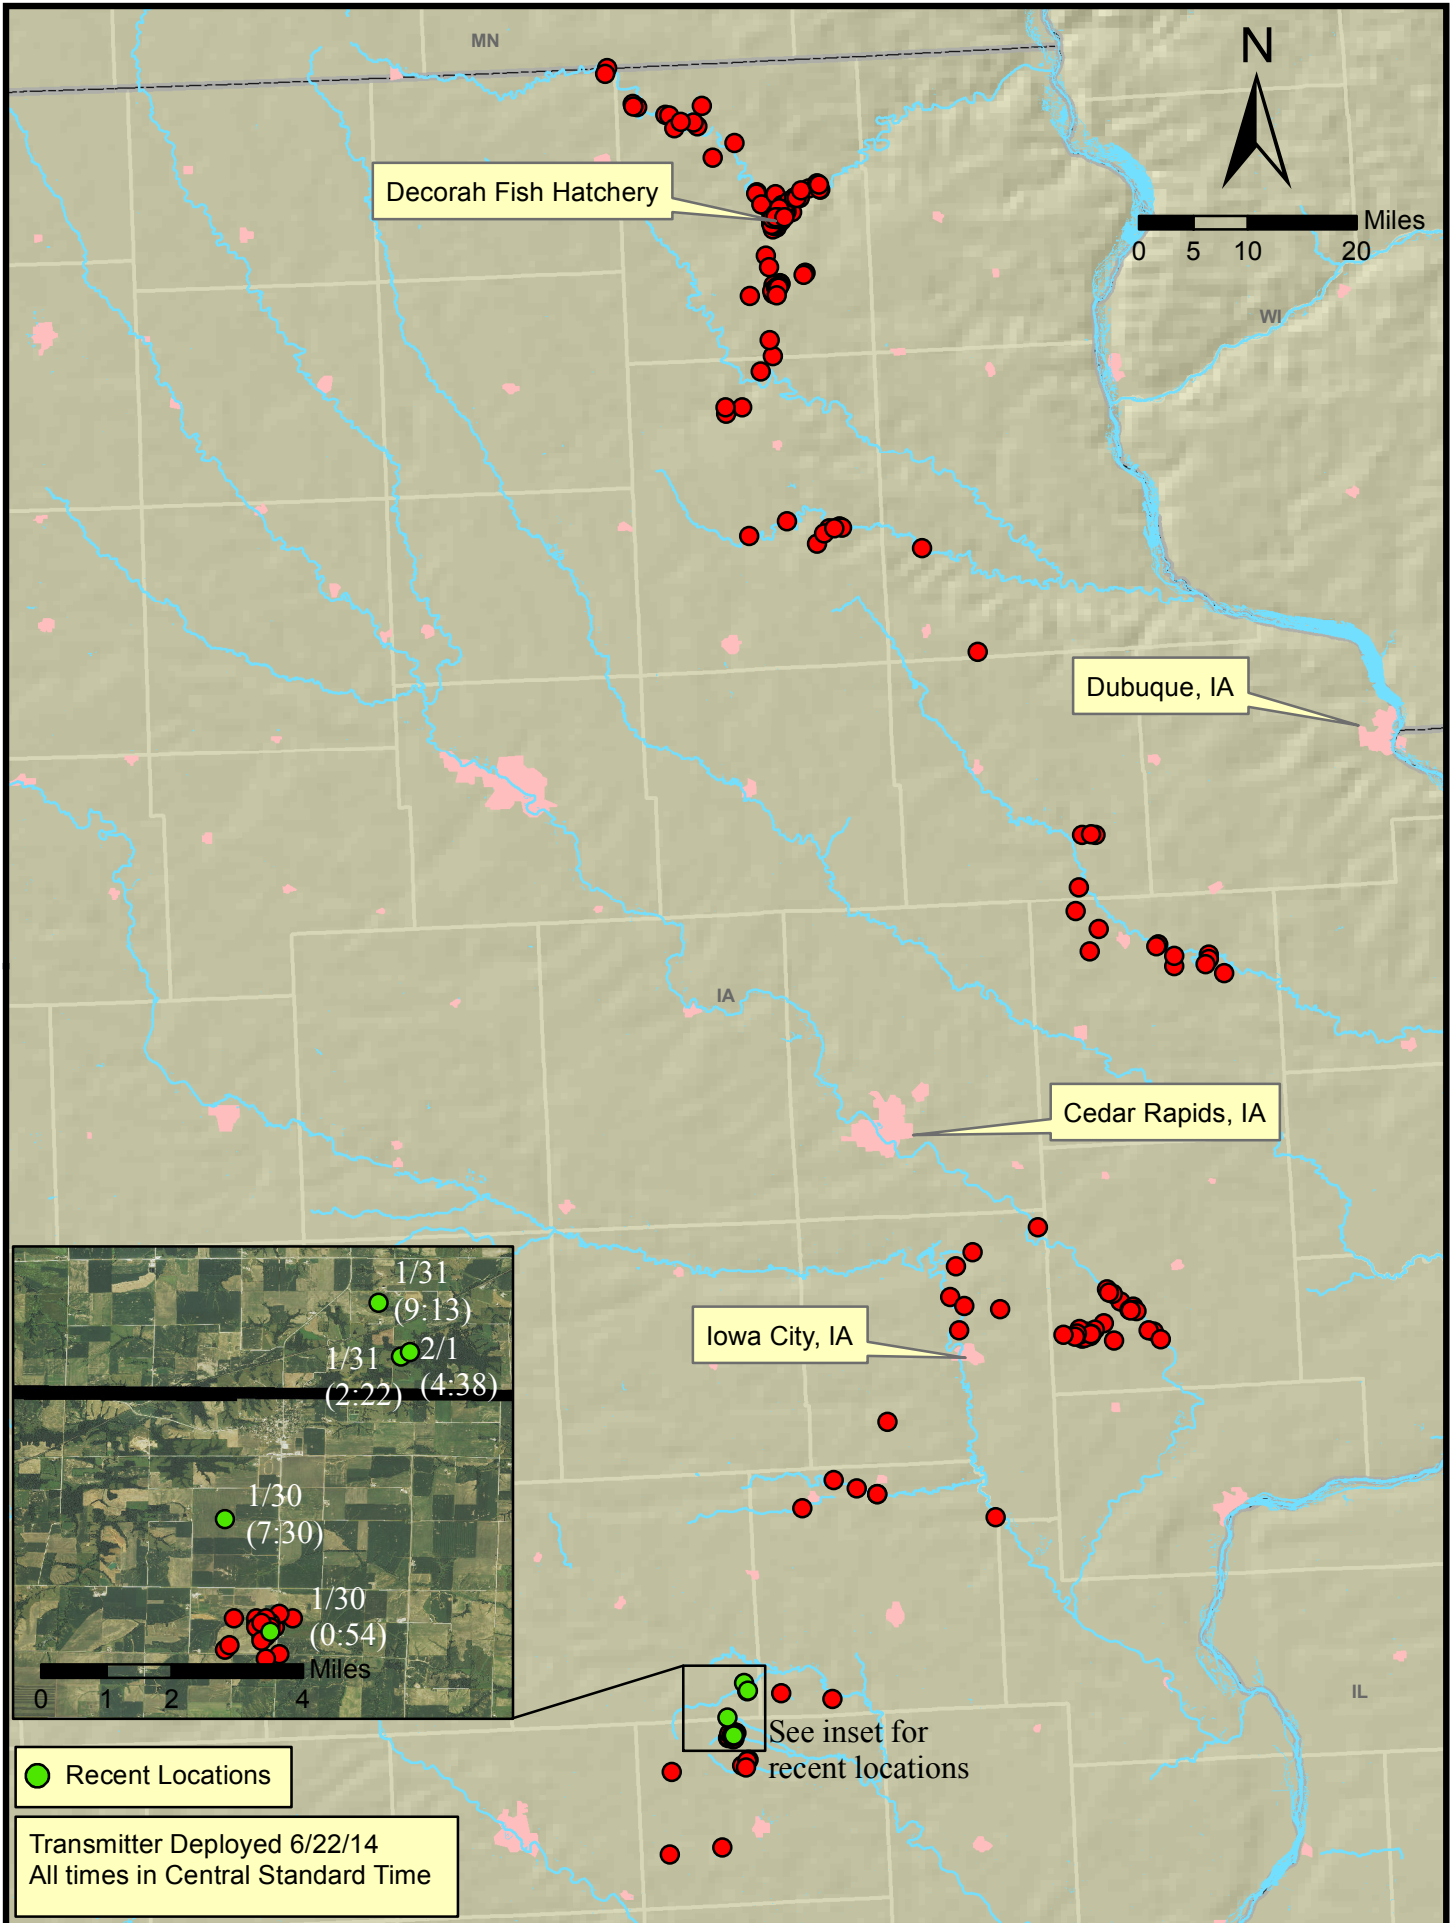 MN
N
Decorah Fish Hatchery
Miles
0 5 10 20
WI
Dubuque, IA
IA
Cedar Rapids, IA
Iowa City, IA
1/31
(9:13)
1/31
(2:22)
2/1
(4:38)
1/30
(7:30)
1/30
(0:54)
Miles
0 1 2 4
IL
See inset for
recent locations
Recent Locations
Transmitter Deployed 6/22/14
All times in Central Standard Time